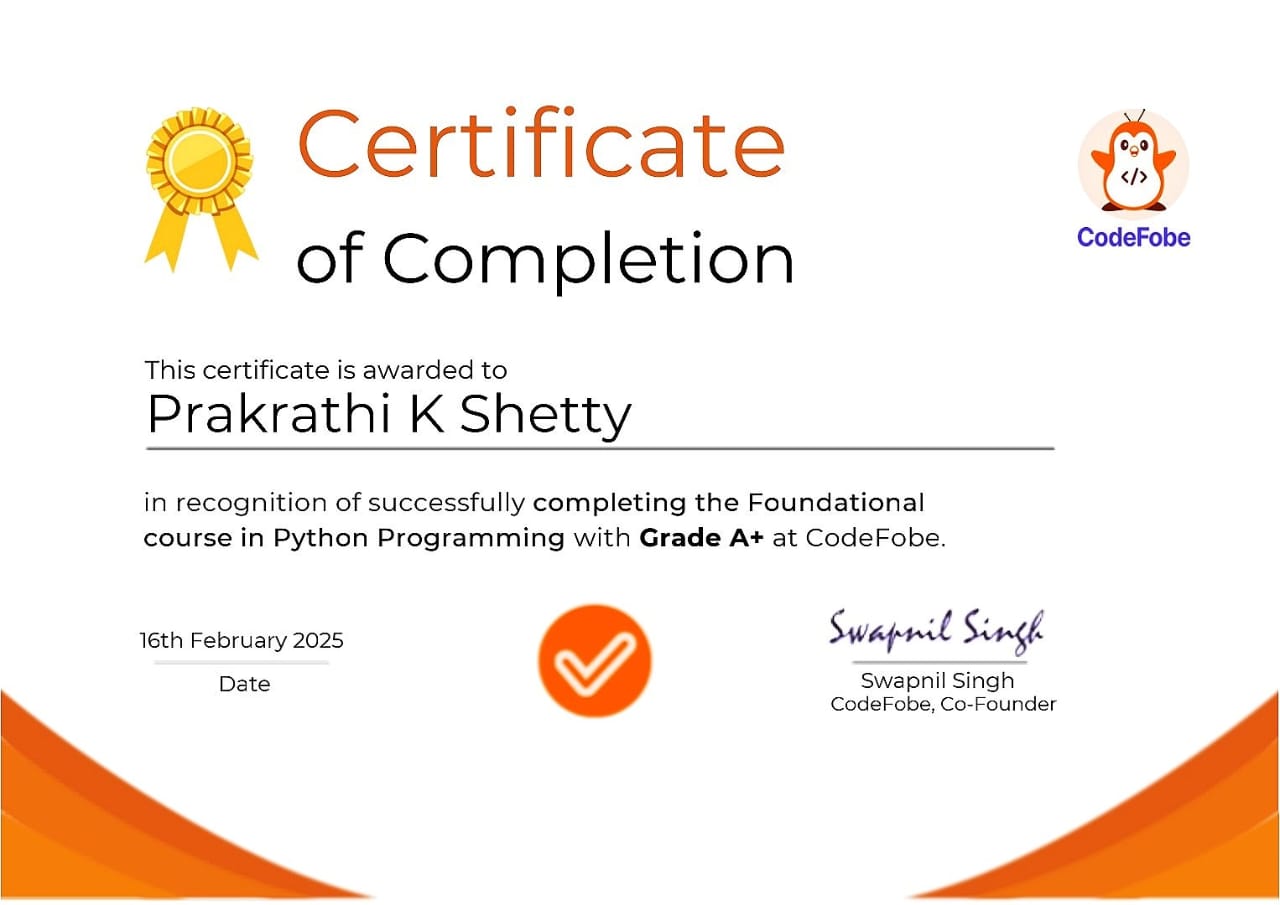 Certificate
of Completion
</>
CodeFobe
This certificate is awarded to
Prakrathi K Shetty
in recognition of successfully completing the Foundational
course in Python Programming with Grade A+ at CodeFobe.
16th February 2025
Date
Swapnil Singh
Swapnil Singh
CodeFobe, Co-Founder